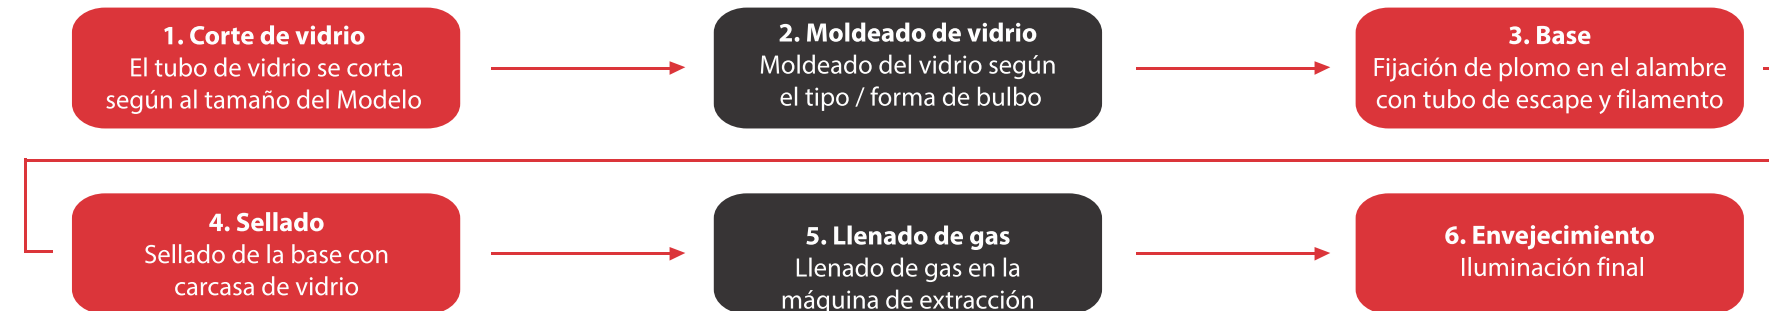 1. Corte de vidrio
El tubo de vidrio se corta
según al tamaño del Modelo
2. Moldeado de vidrio
Moldeado del vidrio según
el tipo / forma de bulbo
3. Base
Fijación de plomo en el alambre
con tubo de escape y filamento
4. Sellado
Sellado de la base con
carcasa de vidrio
5. Llenado de gas
Llenado de gas en la
máquina de extracción
6. Envejecimiento
Iluminación final